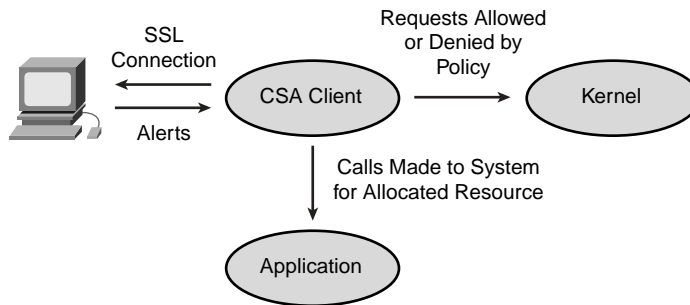 SSL
Connection
Alerts
CSA Client
Requests Allowed
or Denied by
Policy
Kernel
Calls Made to System
for Allocated Resource
Application